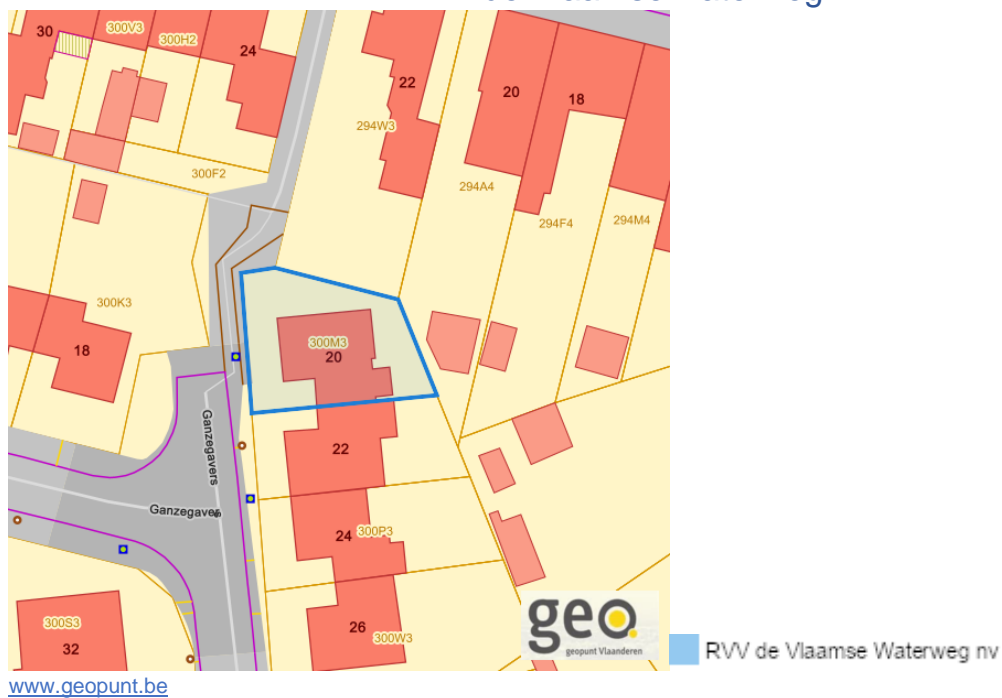 30
300V3
300H2
24
22
20
18
294W3
300F2
294A4
294F4
294M4
300K3
18
300M3
20
Ganzegavers
22
Ganzegavers
24
300P3
26
300W3
300S3
32
geo
geopunt Vlaanderen
RVV de Vlaamse Waterweg nv
www.geopunt.be